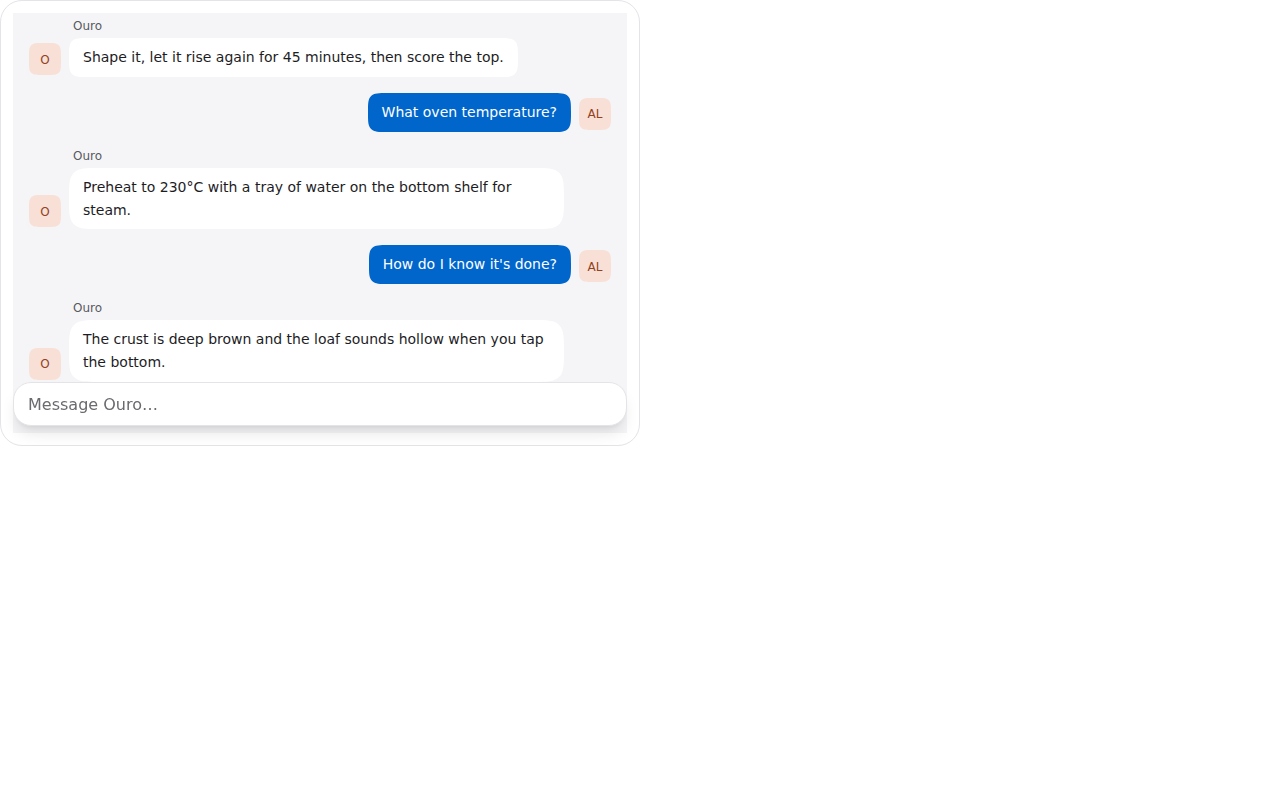 Ouro
O
Shape it, let it rise again for 45 minutes, then score the top.
What oven temperature?
AL
Ouro
Preheat to 230°C with a tray of water on the bottom shelf for
steam.
O
How do I know it's done?
AL
Ouro
The crust is deep brown and the loaf sounds hollow when you tap
the bottom.
O
Message Ouro…